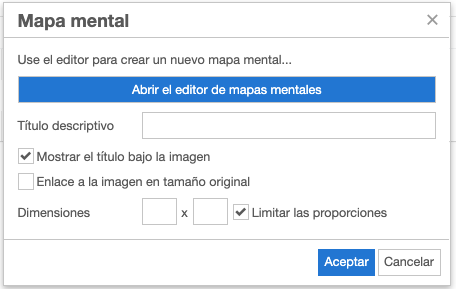 Mapa mental
×
Use el editor para crear un nuevo mapa mental...
Abrir el editor de mapas mentales
Título descriptivo
Mostrar el título bajo la imagen
Enlace a la imagen en tamaño original
Dimensiones x Limitar las proporciones
Aceptar Cancelar